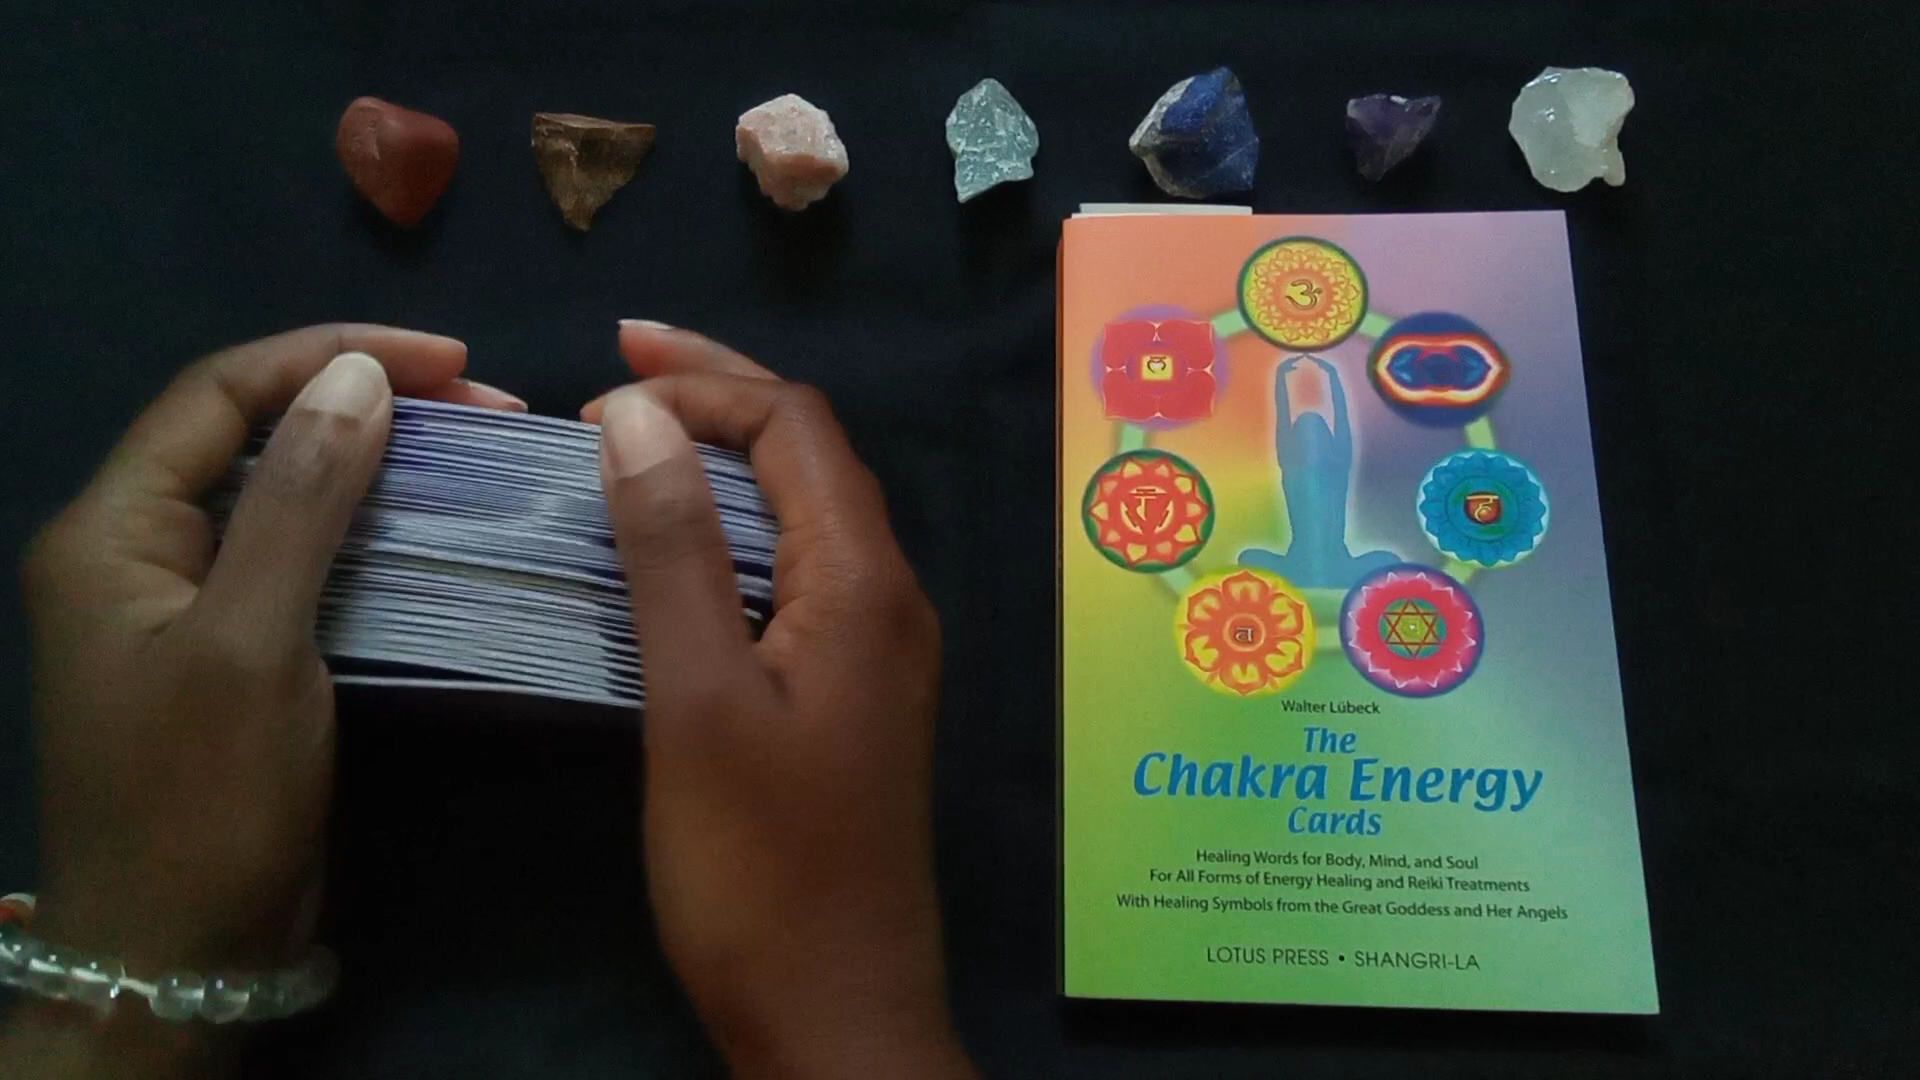 ॐ
लं
हं
रं
वं
Walter Lübeck
The
Chakra Energy
Cards
Healing Words for Body, Mind, and Soul
For All Forms of Energy Healing and Reiki Treatments
With Healing Symbols from the Great Goddess and Her Angels
LOTUS PRESS • SHANGRI-LA